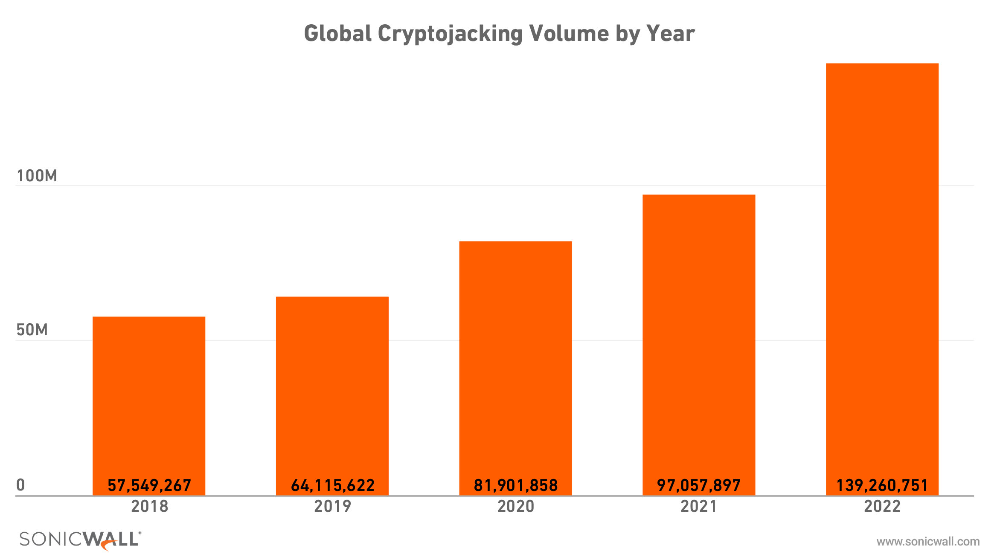 Global Cryptojacking Volume by Year
100M
50M
0
57,549,267 64,115,622 81,901,858 97,057,897 139,260,751
2018 2019 2020 2021 2022
SONICWALL®
www.sonicwall.com